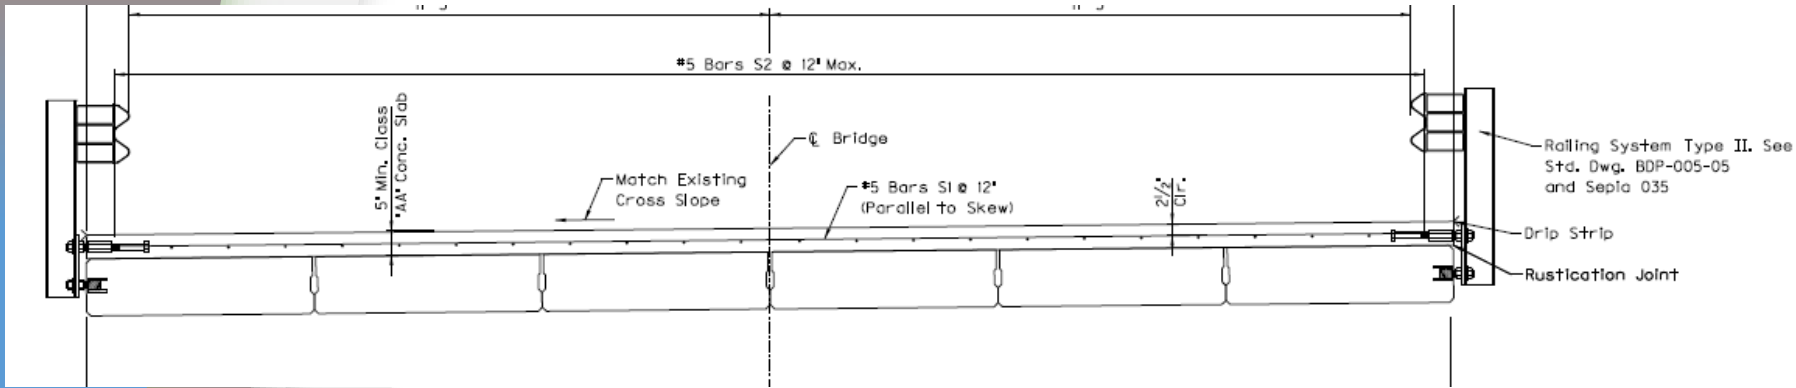 #5 Bars S2 @ 12" Max.
5" Min. Class
"AA" Conc. Slab
℄ Bridge
Match Existing
Cross Slope
#5 Bars S1 @ 12"
(Parallel to Skew)
2½"
Clr.
Railing System Type II. See
Std. Dwg. BDP-005-05
and Sepia 035
Drip Strip
Rustication Joint